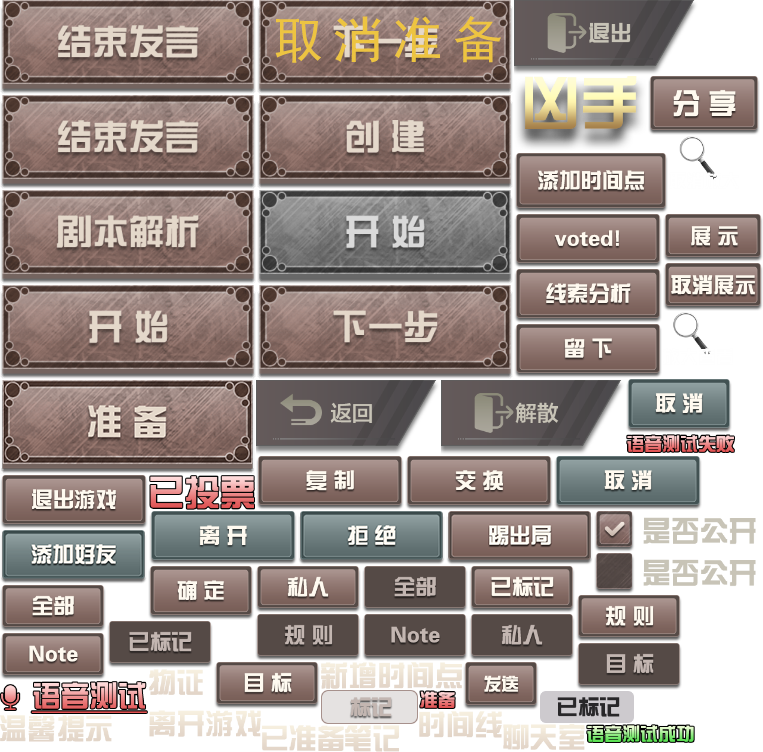 结束发言
取消准备
下一步
退出
凶手
分享
结束发言
创建
添加时间点
剧本解析
开始
voted!
展示
线索分析
取消展示
开始
下一步
留下
准备
返回
解散
取消
语音测试失败
退出游戏
已投票
复制
交换
取消
添加好友
离开
拒绝
踢出局
是否公开
是否公开
全部
确定
私人
全部
已标记
规则
Note
已标记
规则
Note
私人
目标
物证
目标
新增时间点
发送
语音测试
标记
准备
已标记
温馨提示
离开游戏
已准备笔记
时间线
聊天室
语音测试成功